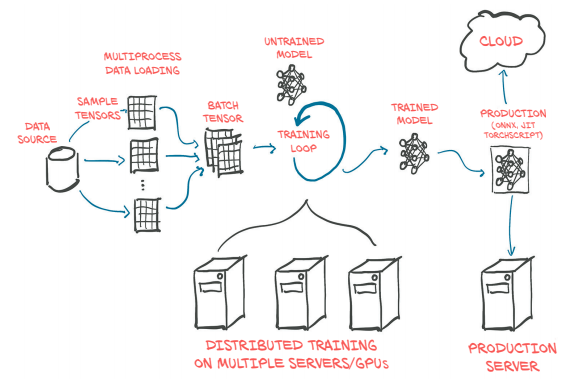 MULTIPROCESS
DATA LOADING
UNTRAINED
MODEL
CLOUD
DATA
SOURCE
SAMPLE
TENSORS
BATCH
TENSOR
TRAINING
LOOP
TRAINED
MODEL
PRODUCTION
(ONNX, JIT
TORCHSCRIPT)
...
DISTRIBUTED TRAINING
ON MULTIPLE SERVERS/GPUs
PRODUCTION
SERVER